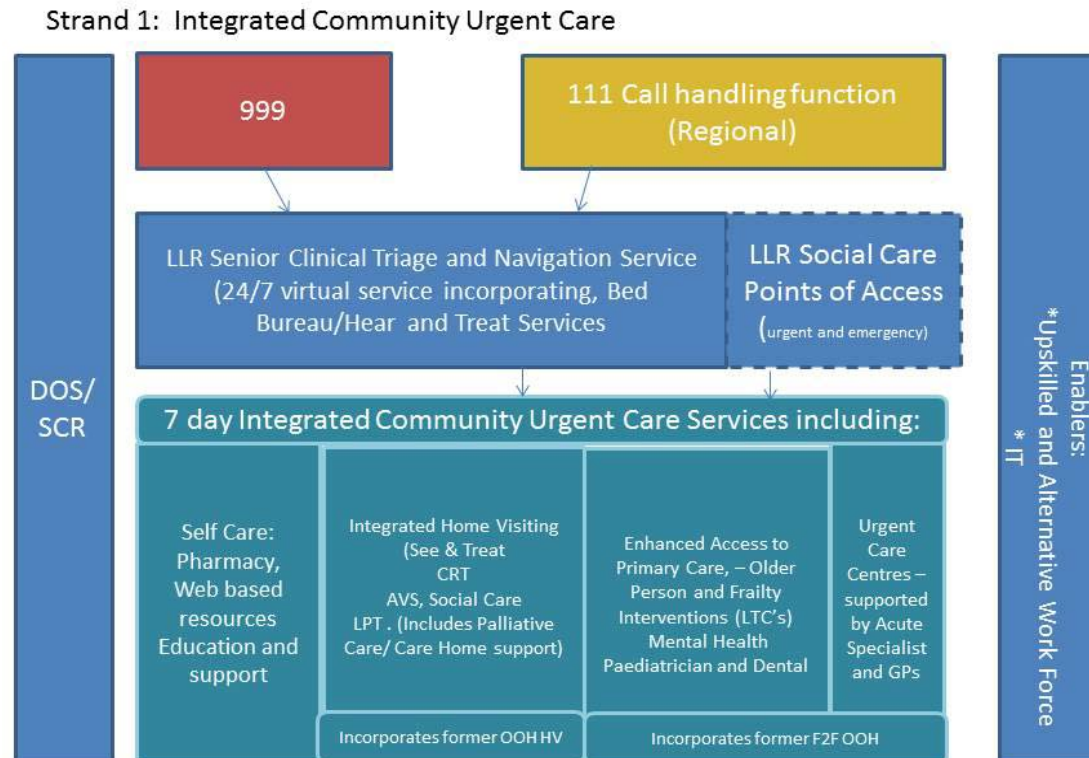 Strand 1: Integrated Community Urgent Care
999
111 Call handling function
(Regional)
LLR Senior Clinical Triage and Navigation Service
(24/7 virtual service incorporating, Bed
Bureau/Hear and Treat Services
LLR Social Care
Points of Access
(urgent and emergency)
DOS/
SCR
7 day Integrated Community Urgent Care Services including:
Self Care:
Pharmacy,
Web based
resources
Education and
support
Integrated Home Visiting
(See & Treat
CRT
AVS, Social Care
LPT . (Includes Palliative
Care/ Care Home support)
Enhanced Access to
Primary Care, – Older
Person and Frailty
Interventions (LTC’s)
Mental Health
Paediatrician and Dental
Urgent
Care
Centres –
supported
by Acute
Specialist
and GPs
Incorporates former OOH HV
Incorporates former F2F OOH
Enablers:
*Upskilled and Alternative Work Force
* IT